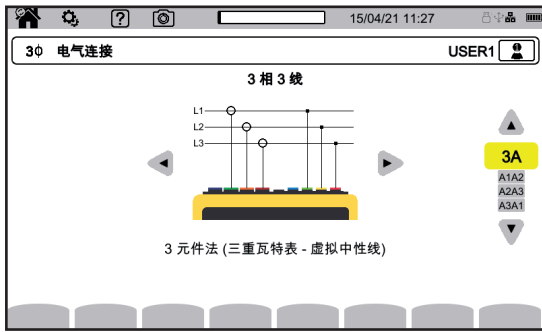 15/04/21 11:27
3Φ 电气连接
USER1
3 相 3 线
L1
L2
L3
3A
A1A2
A2A3
A3A1
3 元件法 (三重瓦特表 - 虚拟中性线)